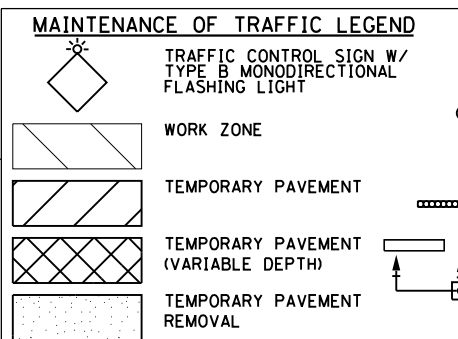 MAINTENANCE OF TRAFFIC LEGEND
TRAFFIC CONTROL SIGN W/
TYPE B MONODIRECTIONAL
FLASHING LIGHT
WORK ZONE
TEMPORARY PAVEMENT
TEMPORARY PAVEMENT
(VARIABLE DEPTH)
TEMPORARY PAVEMENT
REMOVAL